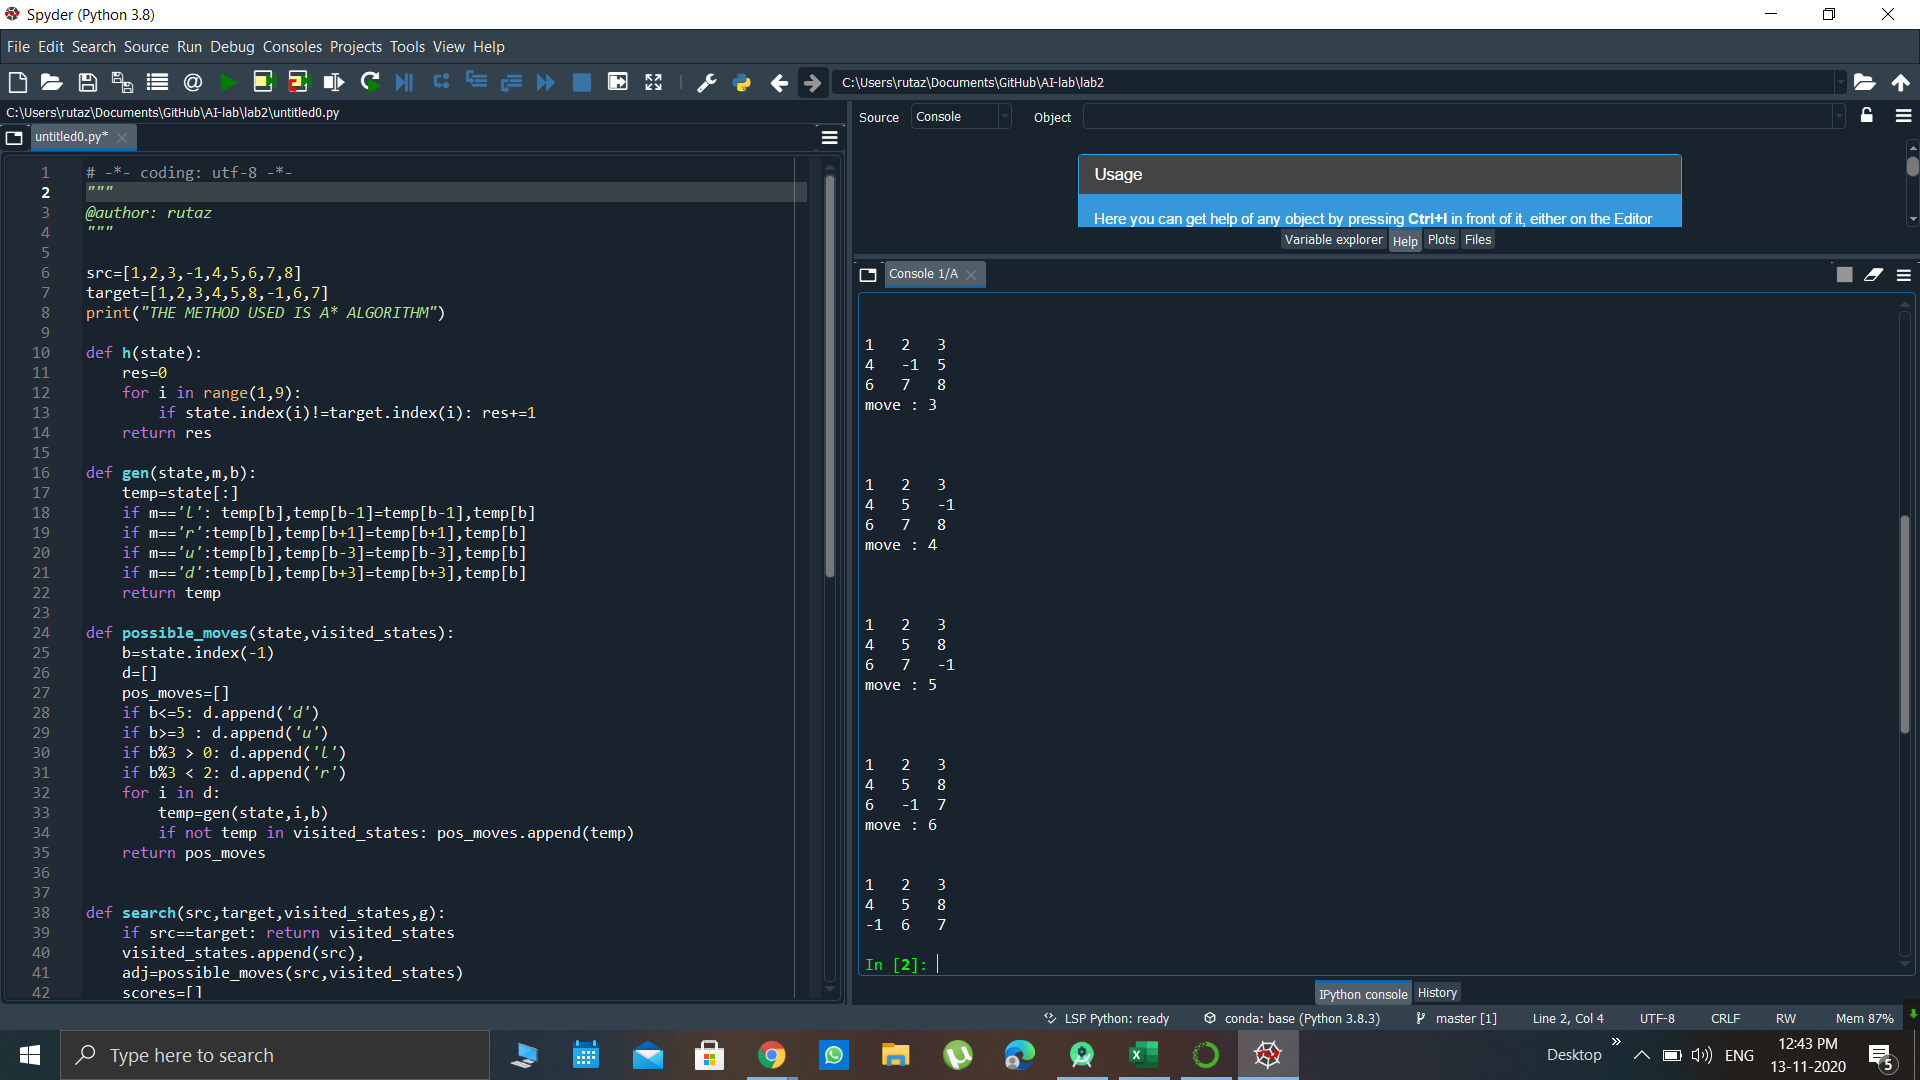 Spyder (Python 3.8)
File Edit Search Source Run Debug Consoles Projects Tools View Help
C:\Users\rutaz\Documents\GitHub\AI-lab\lab2
C:\Users\rutaz\Documents\GitHub\AI-lab\lab2\untitled0.py
untitled0.py*
1 # -*- coding: utf-8 -*-
2 """
3 @author: rutaz
4 """
5
6 src=[1,2,3,-1,4,5,6,7,8]
7 target=[1,2,3,4,5,8,-1,6,7]
8 print("THE METHOD USED IS A* ALGORITHM")
9
10 def h(state):
11     res=0
12     for i in range(1,9):
13         if state.index(i)!=target.index(i): res+=1
14     return res
15
16 def gen(state,m,b):
17     temp=state[:]
18     if m=='l': temp[b],temp[b-1]=temp[b-1],temp[b]
19     if m=='r':temp[b],temp[b+1]=temp[b+1],temp[b]
20     if m=='u':temp[b],temp[b-3]=temp[b-3],temp[b]
21     if m=='d':temp[b],temp[b+3]=temp[b+3],temp[b]
22     return temp
23
24 def possible_moves(state,visited_states):
25     b=state.index(-1)
26     d=[]
27     pos_moves=[]
28     if b<=5: d.append('d')
29     if b>=3 : d.append('u')
30     if b%3 > 0: d.append('l')
31     if b%3 < 2: d.append('r')
32     for i in d:
33         temp=gen(state,i,b)
34         if not temp in visited_states: pos_moves.append(temp)
35     return pos_moves
36
37
38 def search(src,target,visited_states,g):
39     if src==target: return visited_states
40     visited_states.append(src),
41     adj=possible_moves(src,visited_states)
42     scores=[]
Source Console Object
Usage
Here you can get help of any object by pressing Ctrl+I in front of it, either on the Editor
Variable explorer Help Plots Files
Console 1/A
1 2 3
4 -1 5
6 7 8
move : 3
1 2 3
4 5 -1
6 7 8
move : 4
1 2 3
4 5 8
6 7 -1
move : 5
1 2 3
4 5 8
6 -1 7
move : 6
1 2 3
4 5 8
-1 6 7
In [2]:
IPython console History
LSP Python: ready conda: base (Python 3.8.3) master [1] Line 2, Col 4 UTF-8 CRLF RW Mem 87%
Type here to search
Desktop » ENG
12:43 PM
13-11-2020
5